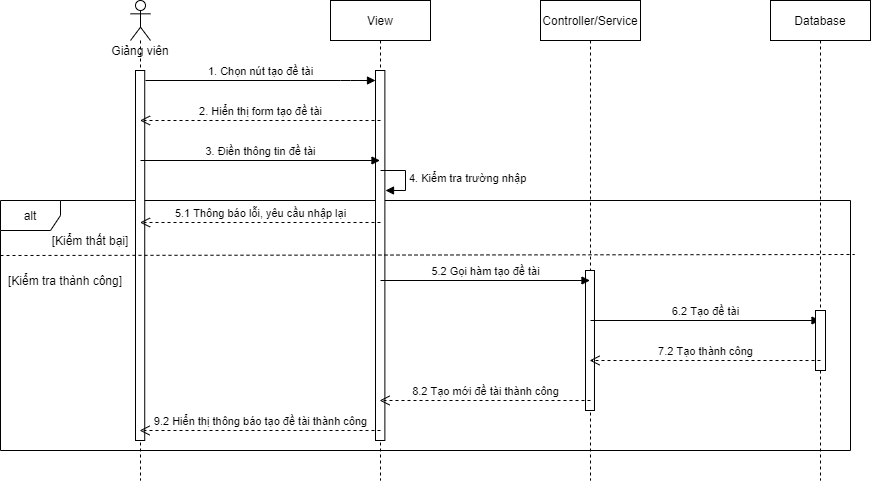 Giảng viên
View
Controller/Service
Database
1. Chọn nút tạo đề tài
2. Hiển thị form tạo đề tài
3. Điền thông tin đề tài
4. Kiểm tra trường nhập
alt
5.1 Thông báo lỗi, yêu cầu nhập lại
[Kiểm thất bại]
[Kiểm tra thành công]
5.2 Gọi hàm tạo đề tài
6.2 Tạo đề tài
7.2 Tạo thành công
8.2 Tạo mới đề tài thành công
9.2 Hiển thị thông báo tạo đề tài thành công